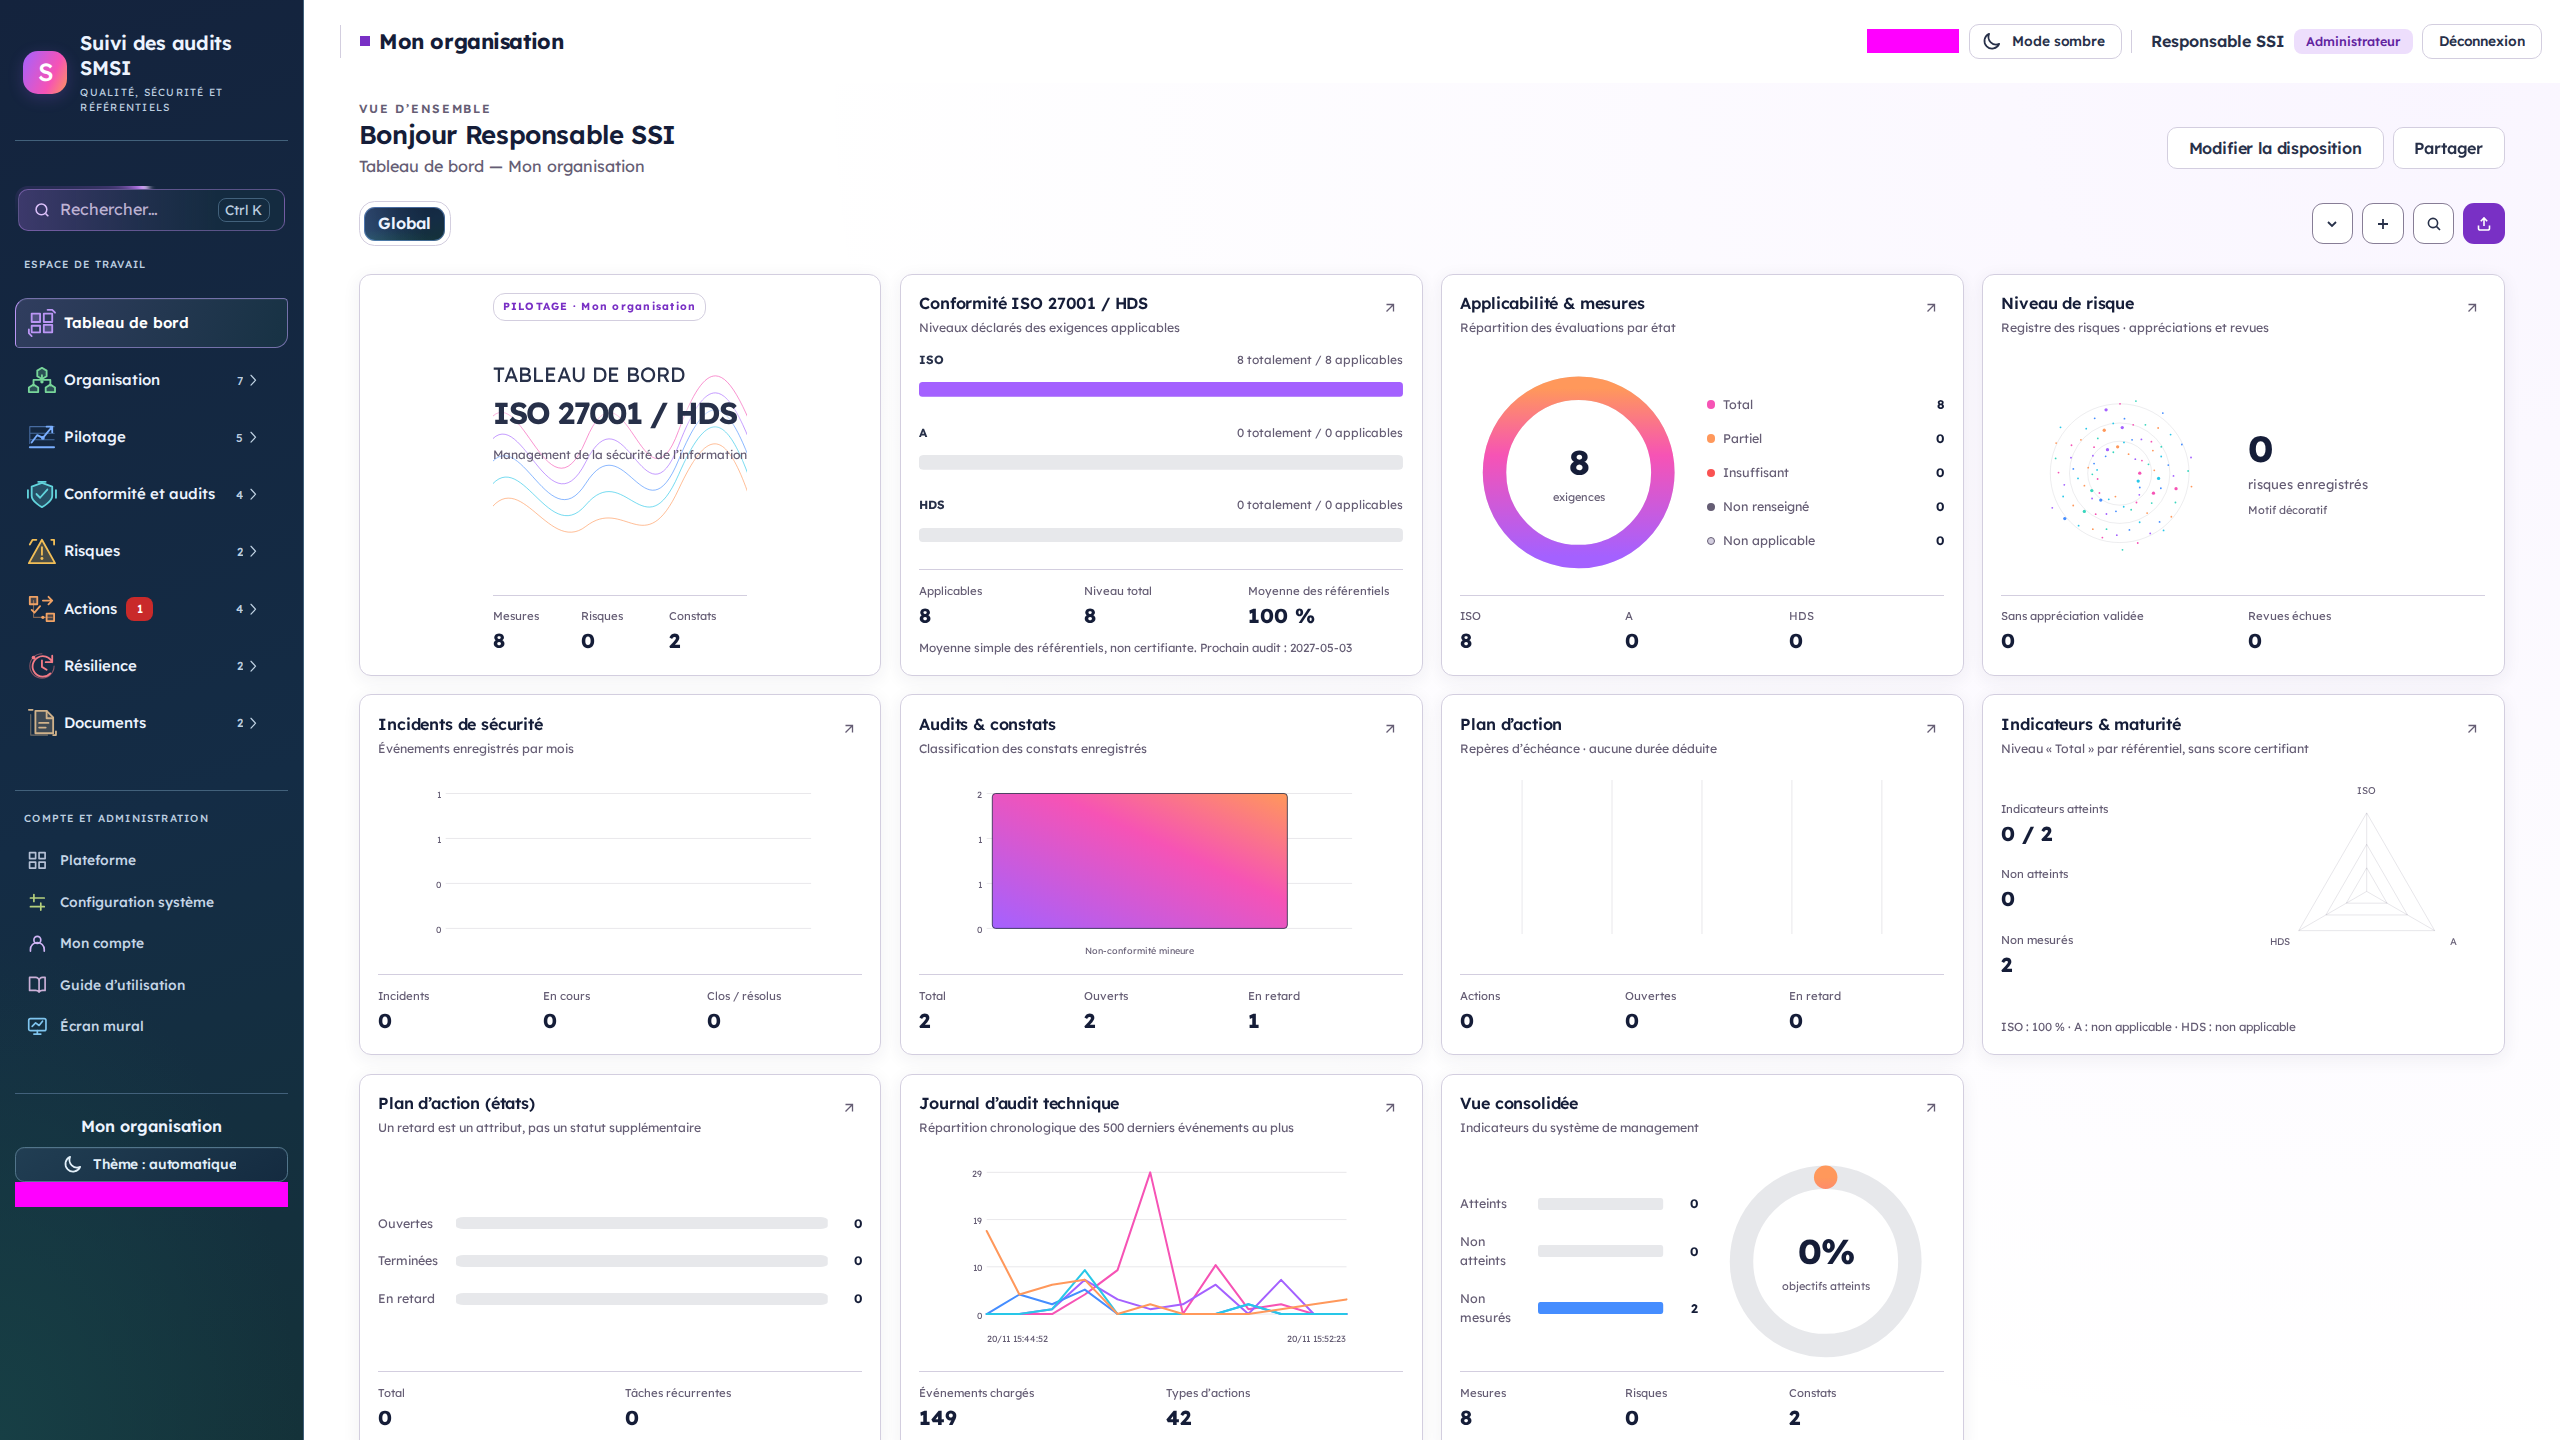 S
Suivi des audits
SMSI
QUALITÉ, SÉCURITÉ ET
RÉFÉRENTIELS
Rechercher...
Ctrl K
ESPACE DE TRAVAIL
Tableau de bord
Organisation 7
Pilotage 5
Conformité et audits 4
Risques 2
Actions 1 4
Résilience 2
Documents 2
COMPTE ET ADMINISTRATION
Plateforme
Configuration système
Mon compte
Guide d’utilisation
Écran mural
Mon organisation
Thème : automatique
Mon organisation
Mode sombre
Responsable SSI
Administrateur
Déconnexion
VUE D’ENSEMBLE
Bonjour Responsable SSI
Tableau de bord — Mon organisation
Modifier la disposition
Partager
Global
PILOTAGE · Mon organisation
TABLEAU DE BORD
ISO 27001 / HDS
Management de la sécurité de l’information
Mesures Risques Constats
8 0 2
Conformité ISO 27001 / HDS
Niveaux déclarés des exigences applicables
ISO 8 totalement / 8 applicables
A 0 totalement / 0 applicables
HDS 0 totalement / 0 applicables
Applicables Niveau total Moyenne des référentiels
8 8 100 %
Moyenne simple des référentiels, non certifiante. Prochain audit : 2027-05-03
Applicabilité & mesures
Répartition des évaluations par état
8
exigences
Total 8
Partiel 0
Insuffisant 0
Non renseigné 0
Non applicable 0
ISO A HDS
8 0 0
Niveau de risque
Registre des risques · appréciations et revues
0
risques enregistrés
Motif décoratif
Sans appréciation validée Revues échues
0 0
Incidents de sécurité
Événements enregistrés par mois
1
1
0
0
Incidents En cours Clos / résolus
0 0 0
Audits & constats
Classification des constats enregistrés
2
1
1
0
Non-conformité mineure
Total Ouverts En retard
2 2 1
Plan d’action
Repères d’échéance · aucune durée déduite
Actions Ouvertes En retard
0 0 0
Indicateurs & maturité
Niveau « Total » par référentiel, sans score certifiant
Indicateurs atteints
0 / 2
Non atteints
0
Non mesurés
2
ISO
HDS A
ISO : 100 % · A : non applicable · HDS : non applicable
Plan d’action (états)
Un retard est un attribut, pas un statut supplémentaire
Ouvertes 0
Terminées 0
En retard 0
Total Tâches récurrentes
0 0
Journal d’audit technique
Répartition chronologique des 500 derniers événements au plus
29
19
10
0
20/11 15:44:52 20/11 15:52:23
Événements chargés Types d’actions
149 42
Vue consolidée
Indicateurs du système de management
Atteints 0
Non
atteints 0
Non
mesurés 2
0%
objectifs atteints
Mesures Risques Constats
8 0 2